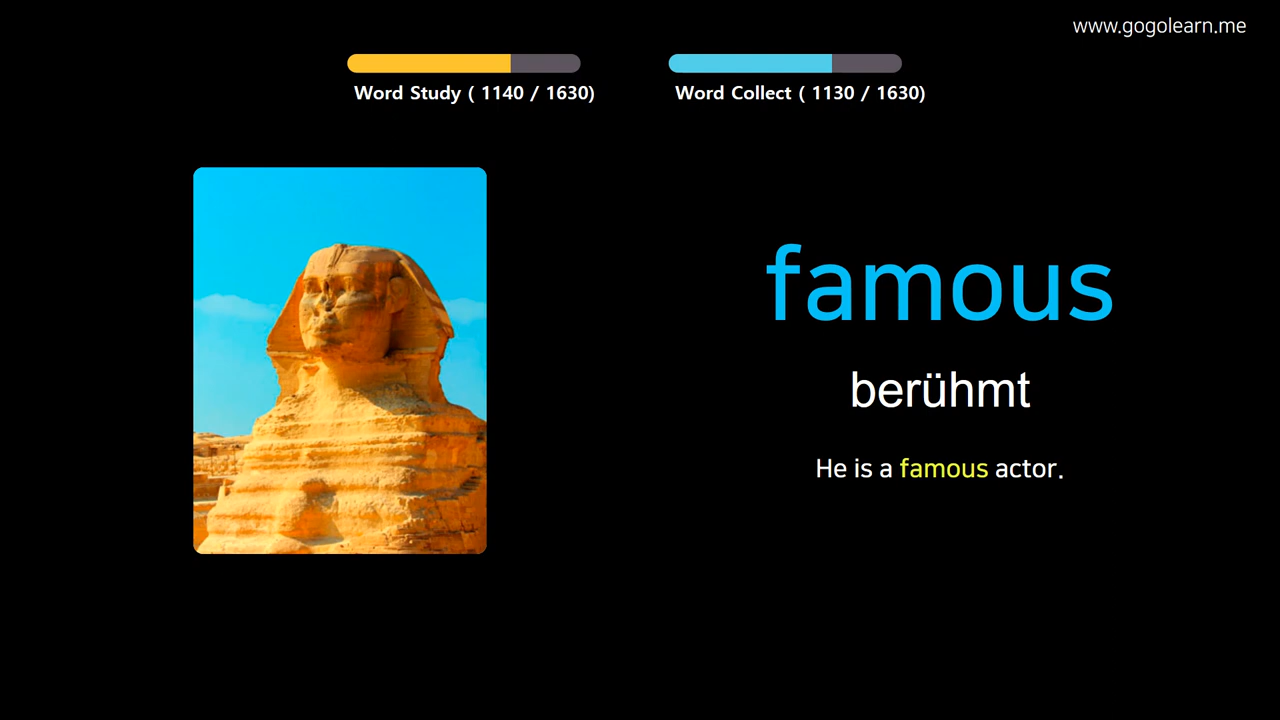 www.gogolearn.me
Word Study ( 1140 / 1630)
Word Collect ( 1130 / 1630)
famous
berühmt
He is a famous actor.